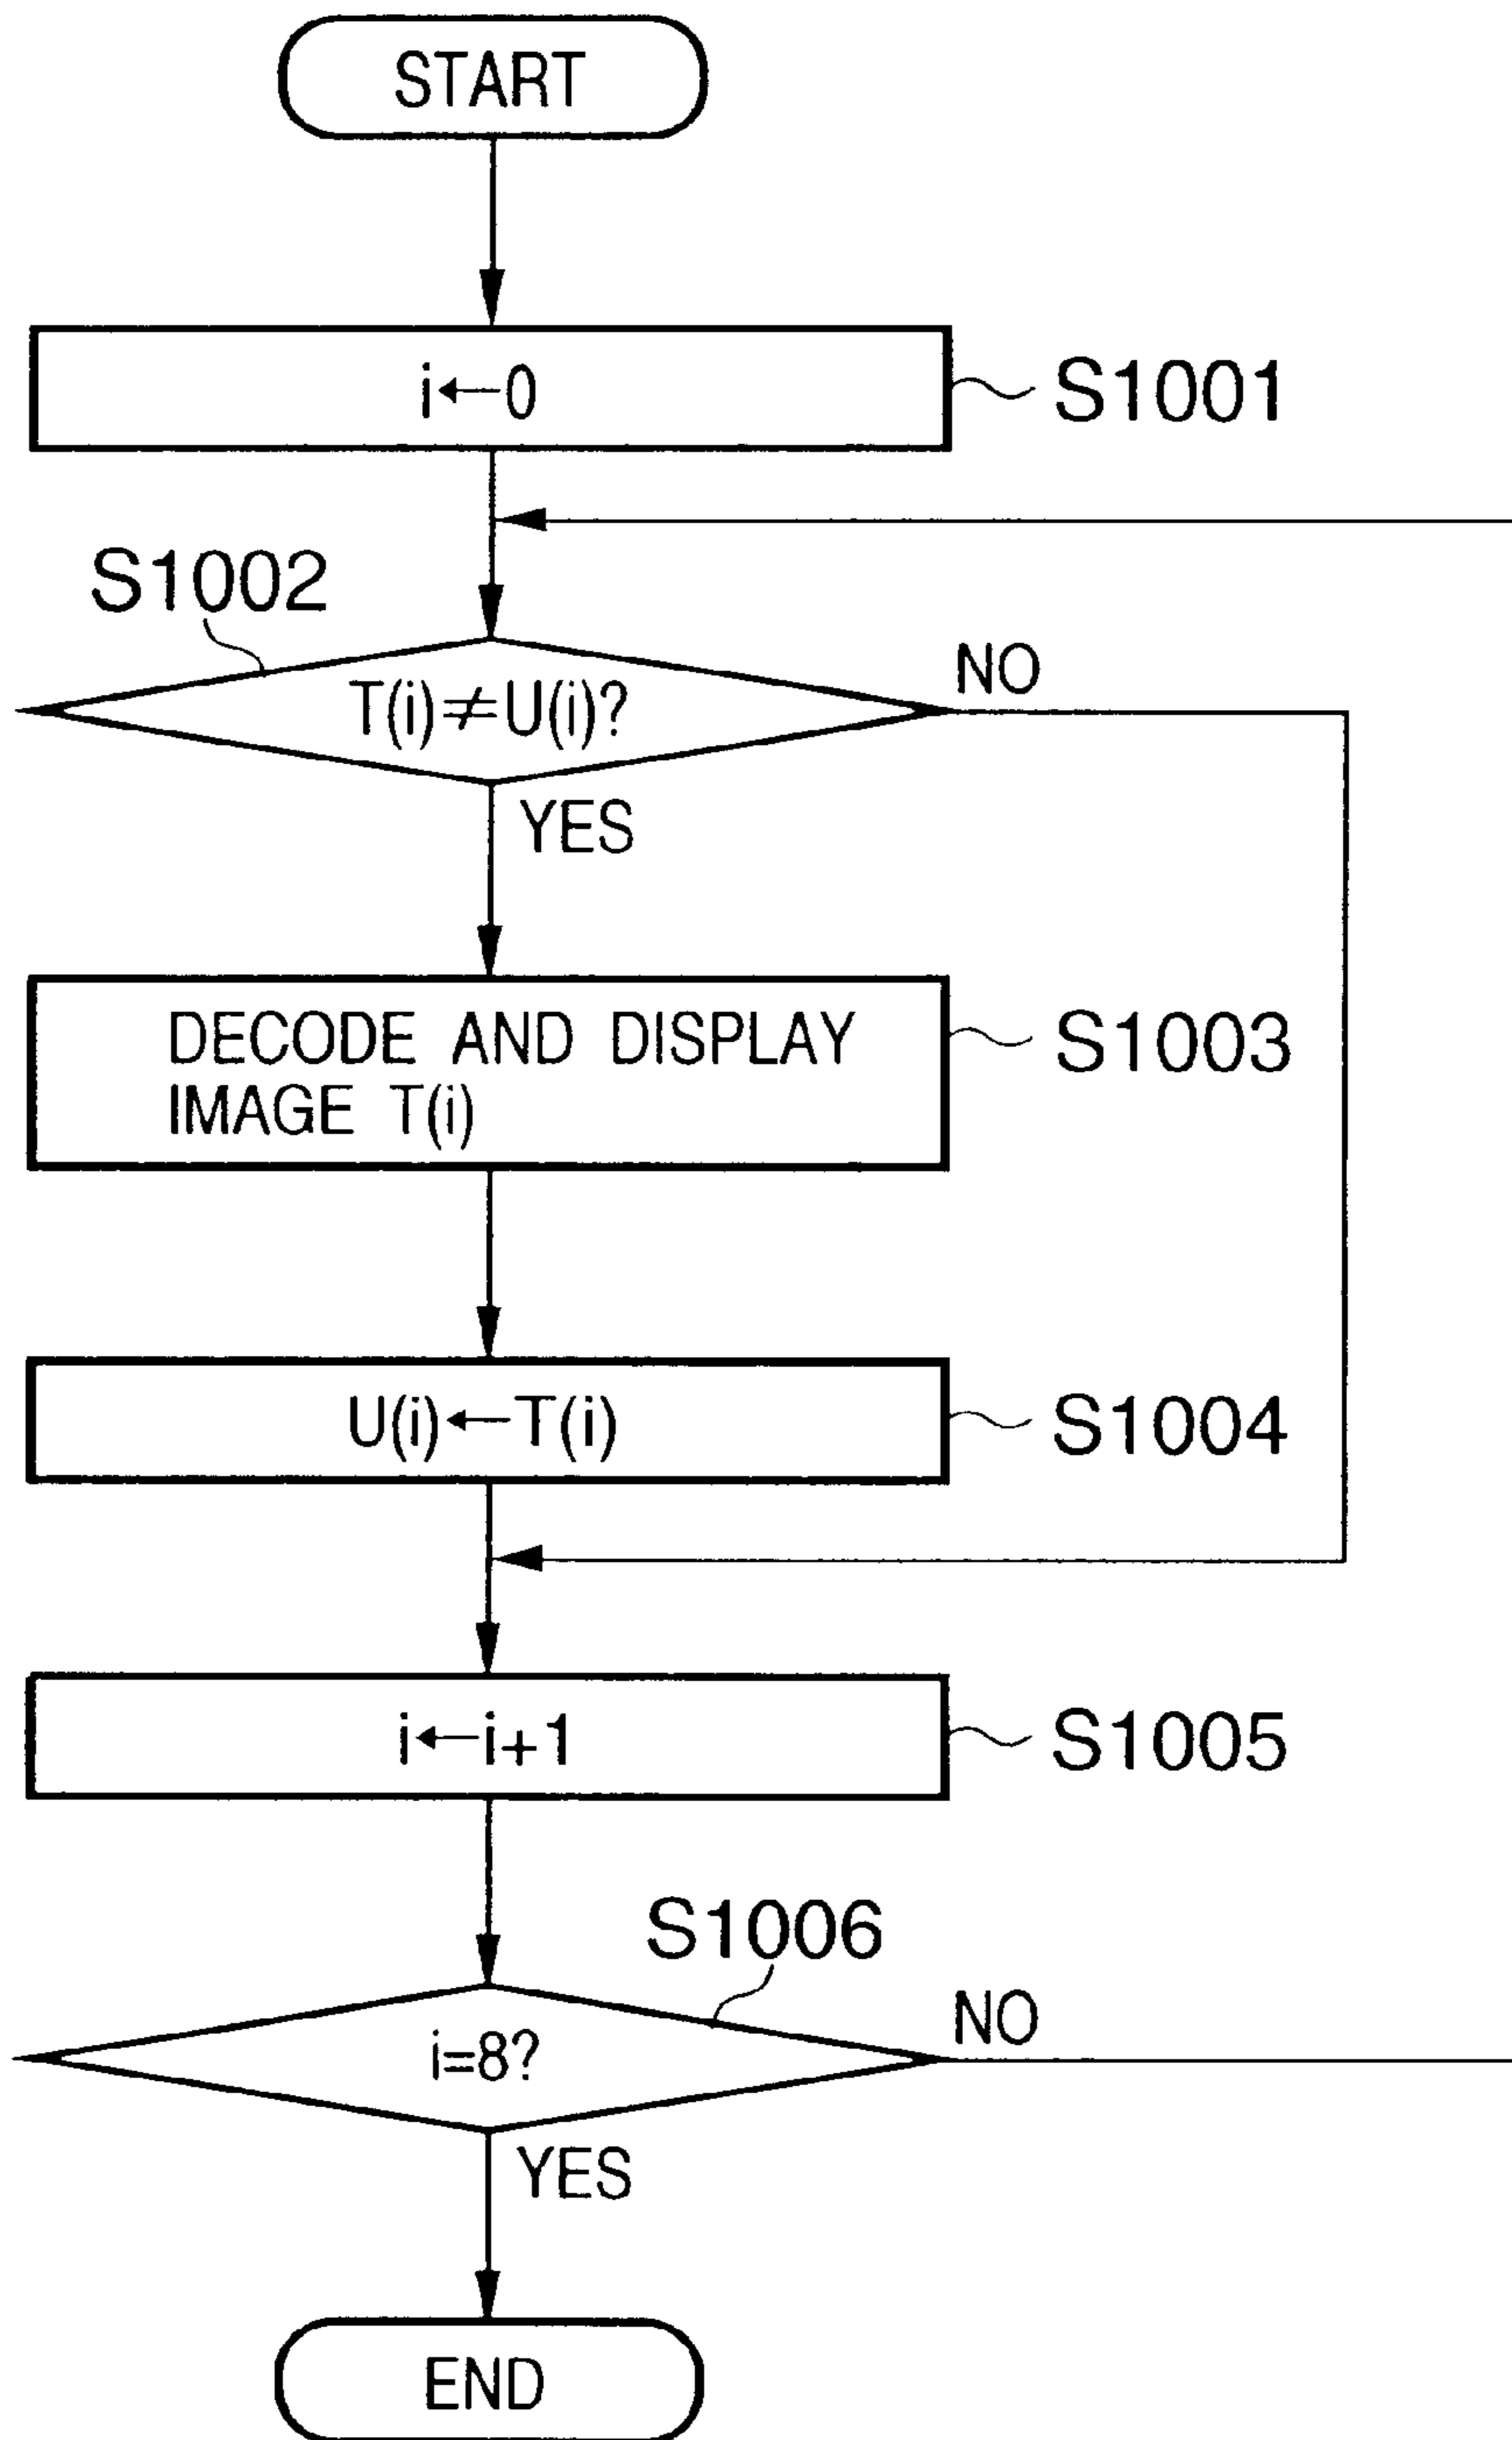 START
i←0
S1001
S1002
T(i)≠U(i)?
NO
YES
DECODE AND DISPLAY
IMAGE T(i)
S1003
U(i)←T(i)
S1004
i←i+1
S1005
S1006
i=8?
NO
YES
END